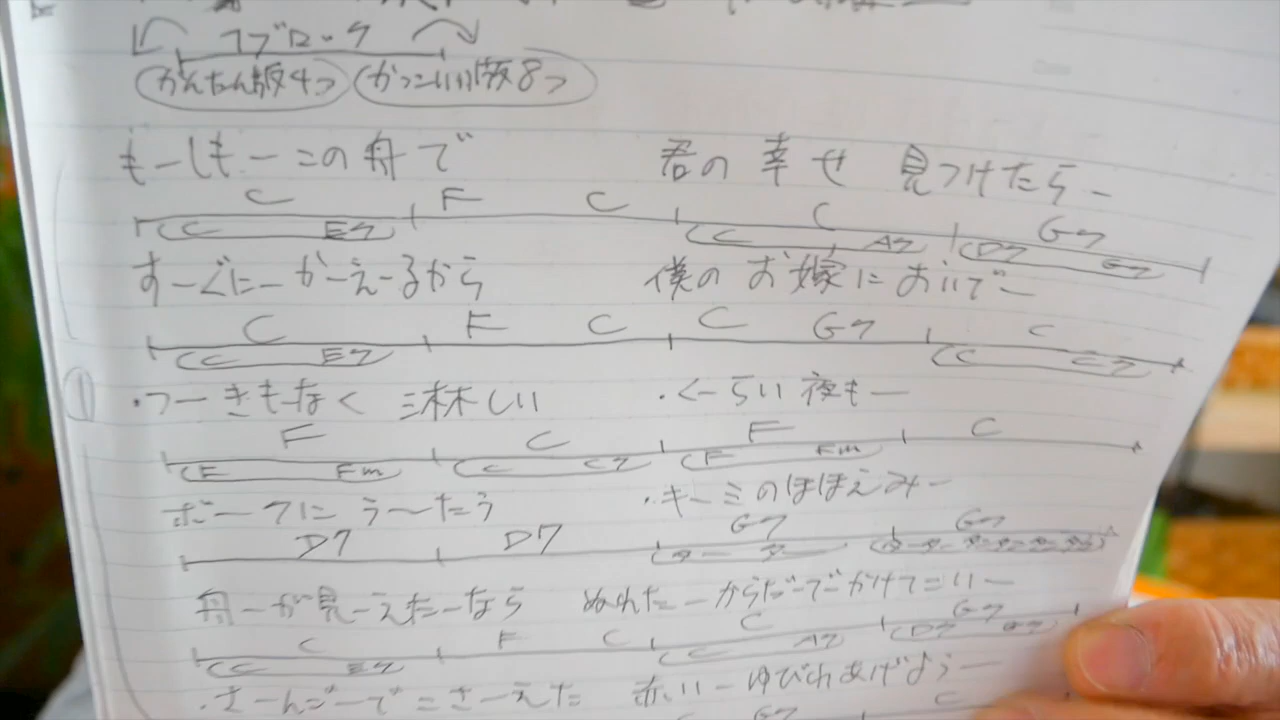 1ブロック
かんたん版4つ かっこいい版8つ
もーしもーこの舟で 君の幸せ 見つけたらー
C F C C G7
C E7 C A7 D7 G7
すーぐにーかーえーるから 僕のお嫁においでー
C F C C G7 C
C E7 C C7
①
・つーきもなく 淋しい ・くーらい夜もー
F C F C
F Fm C C7 F Fm
ボークにうーたう ・キーミのほほえみー
D7 D7 G7 G7
舟ーが見ーえたーなら ぬれたーからだーでーかけてこいー
C F C C G7
C E7 C A7 D7 G7
・さーんごーでこさーえた 赤いーゆびわあげようー
G7 C